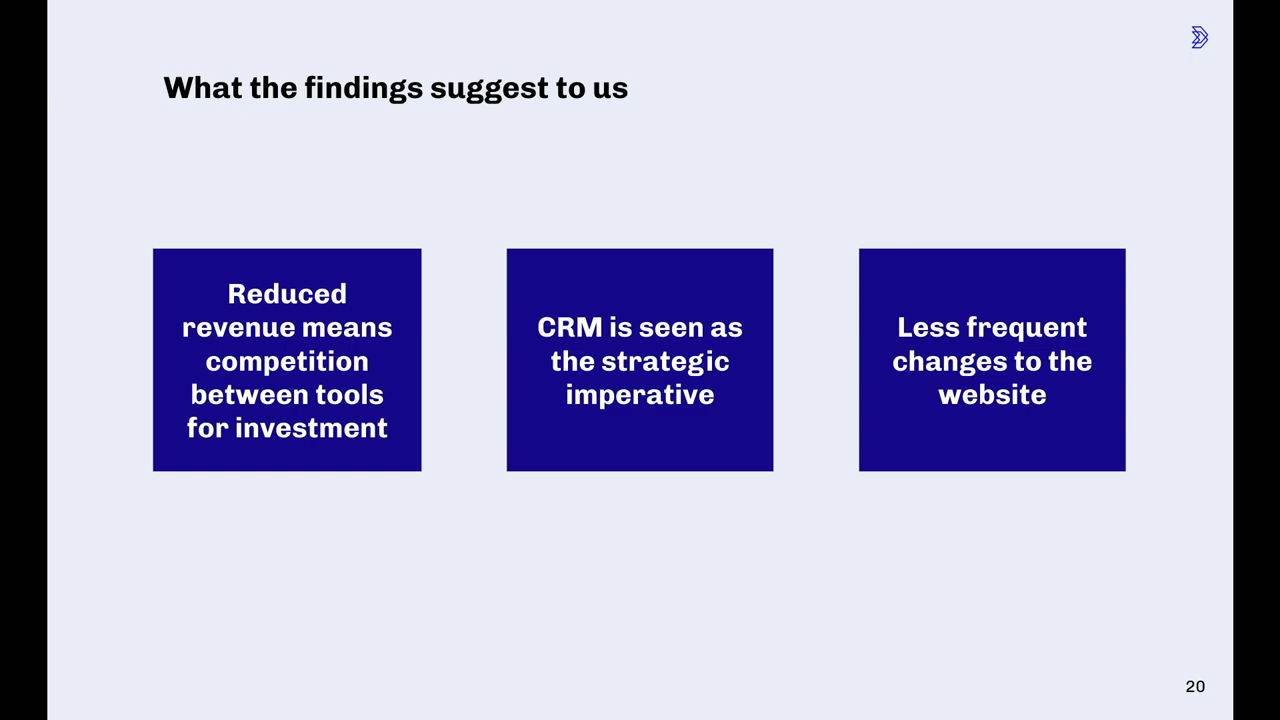 What the findings suggest to us
Reduced
revenue means
competition
between tools
for investment
CRM is seen as
the strategic
imperative
Less frequent
changes to the
website
20